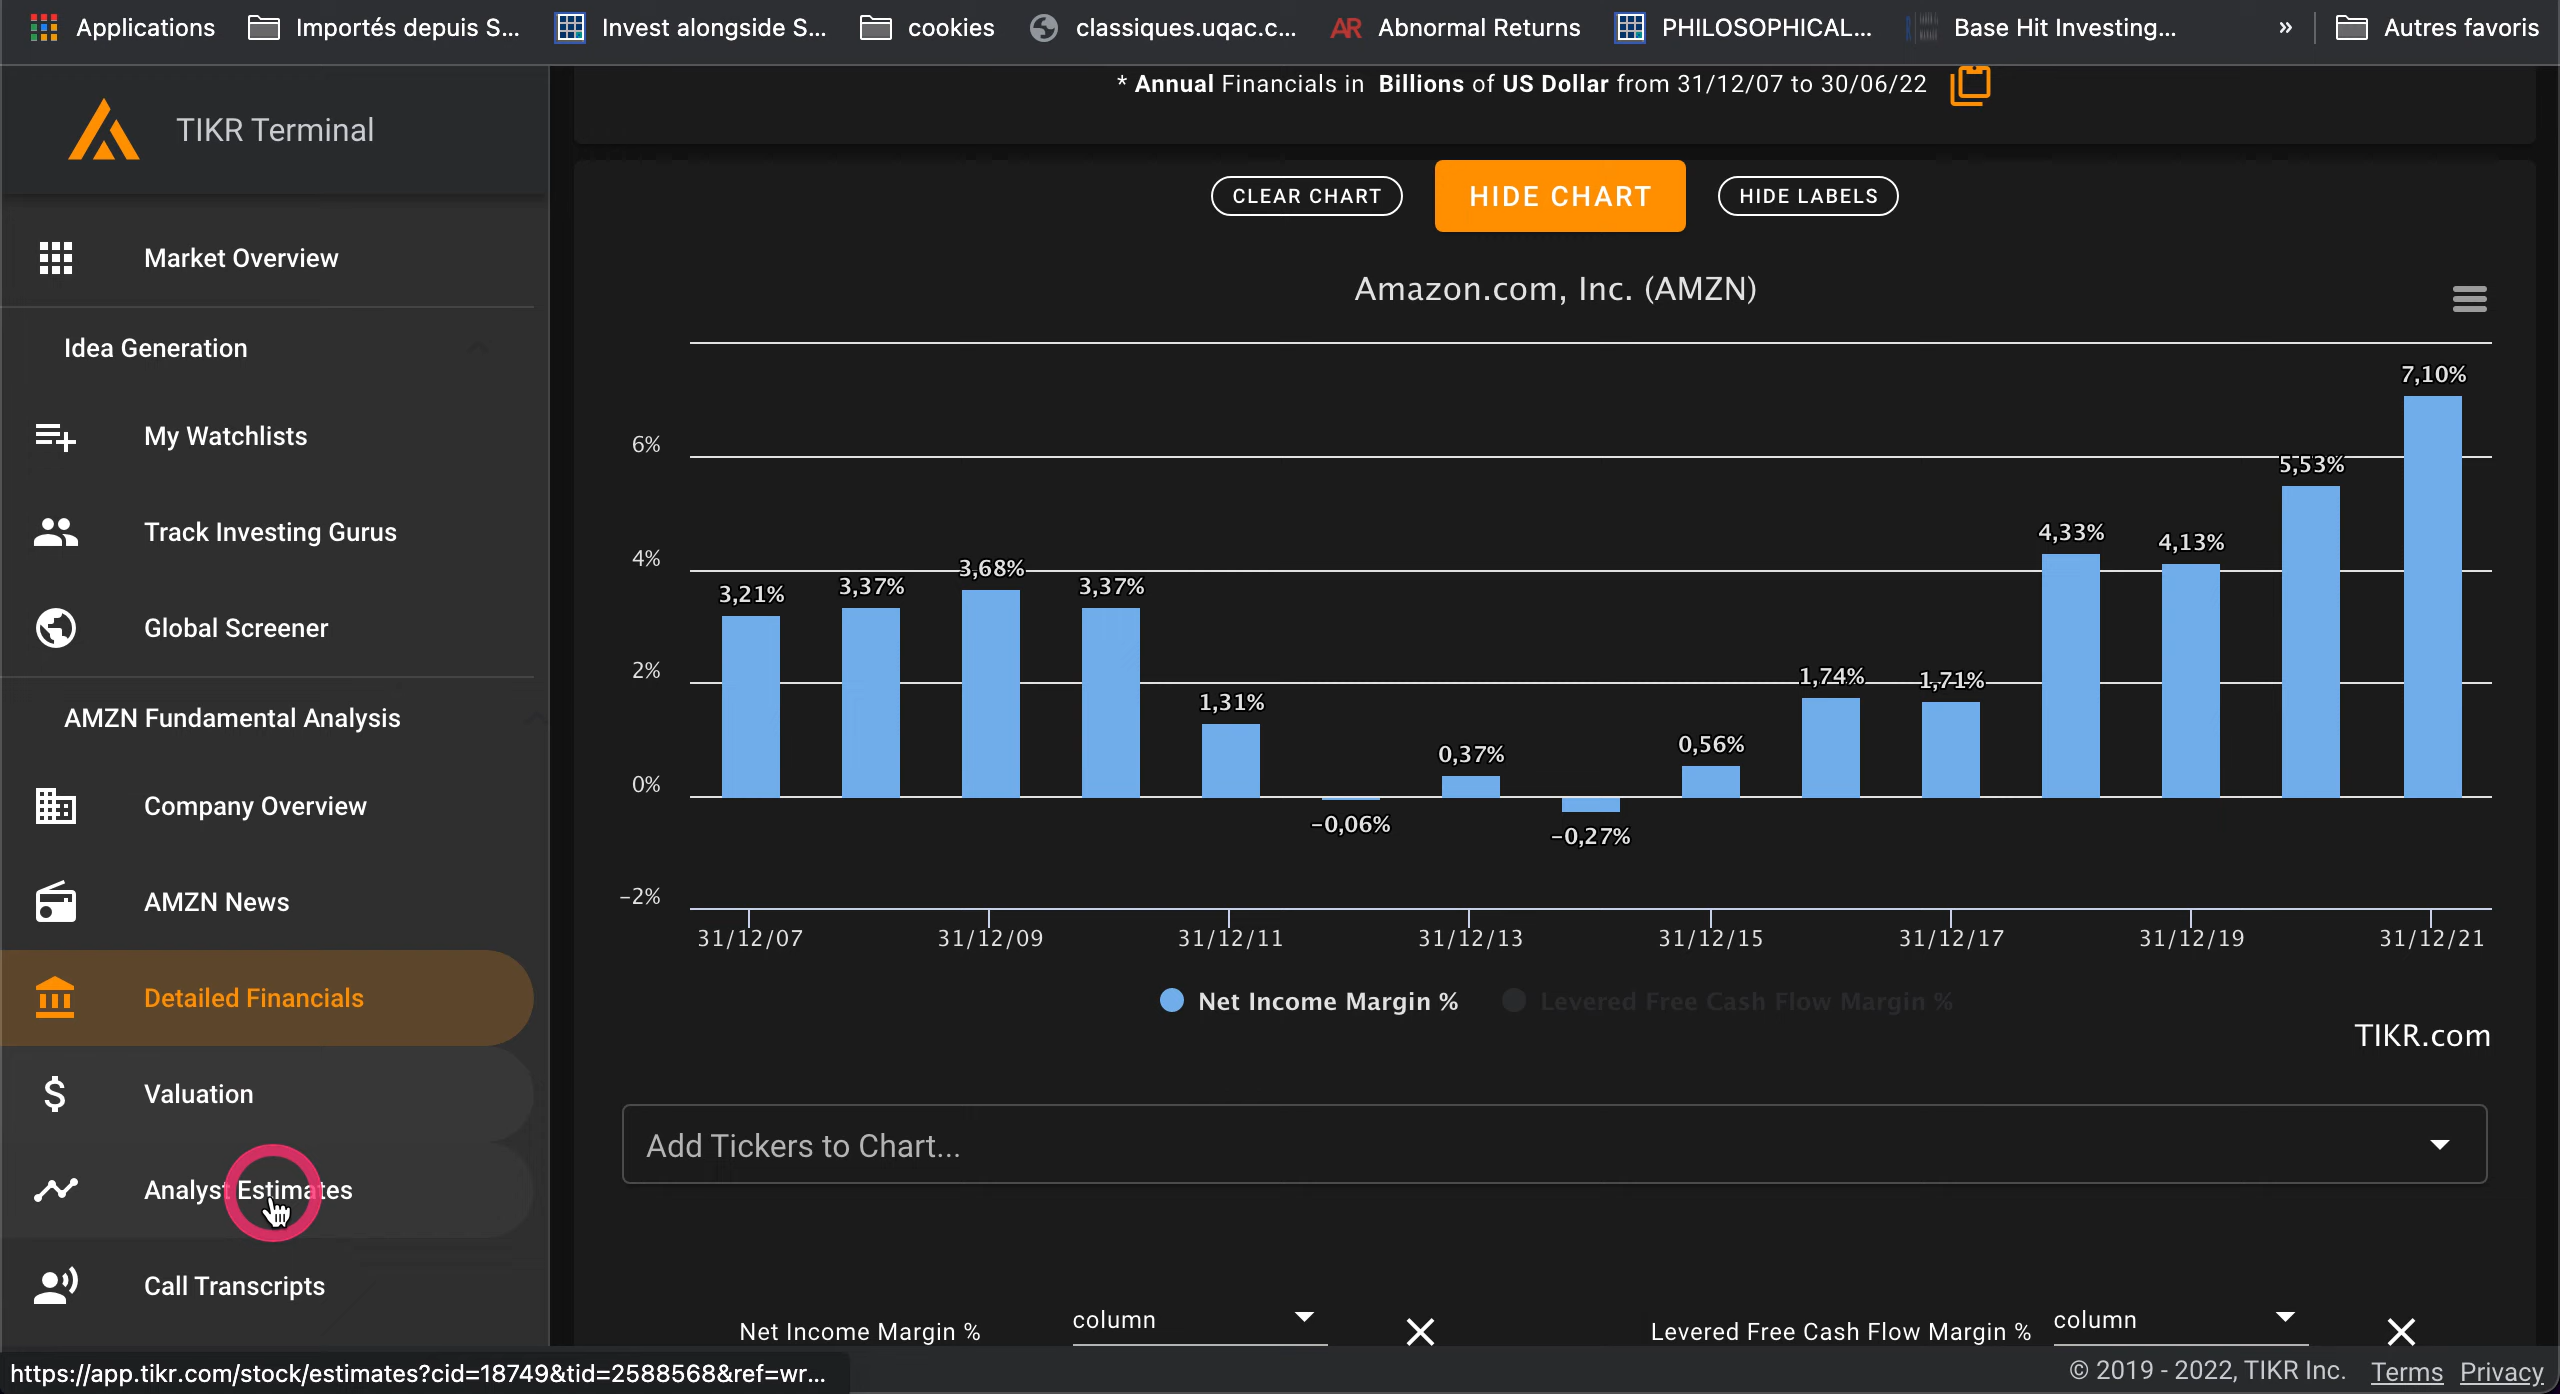 Applications
Importés depuis S...
Invest alongside S...
cookies
classiques.uqac.c...
AR Abnormal Returns
PHILOSOPHICAL...
Base Hit Investing...
»
Autres favoris
TIKR Terminal
Market Overview
Idea Generation
My Watchlists
Track Investing Gurus
Global Screener
AMZN Fundamental Analysis
Company Overview
AMZN News
Detailed Financials
Valuation
Analyst Estimates
Call Transcripts
* Annual Financials in Billions of US Dollar from 31/12/07 to 30/06/22
CLEAR CHART
HIDE CHART
HIDE LABELS
Amazon.com, Inc. (AMZN)
6%
4%
2%
0%
-2%
3,21%
3,37%
3,68%
3,37%
1,31%
-0,06%
0,37%
-0,27%
0,56%
1,74%
1,71%
4,33%
4,13%
5,53%
7,10%
31/12/07
31/12/09
31/12/11
31/12/13
31/12/15
31/12/17
31/12/19
31/12/21
Net Income Margin %
Levered Free Cash Flow Margin %
TIKR.com
Add Tickers to Chart...
Net Income Margin %
column
Levered Free Cash Flow Margin %
column
https://app.tikr.com/stock/estimates?cid=18749&tid=2588568&ref=wr...
© 2019 - 2022, TIKR Inc.
Terms
Privacy